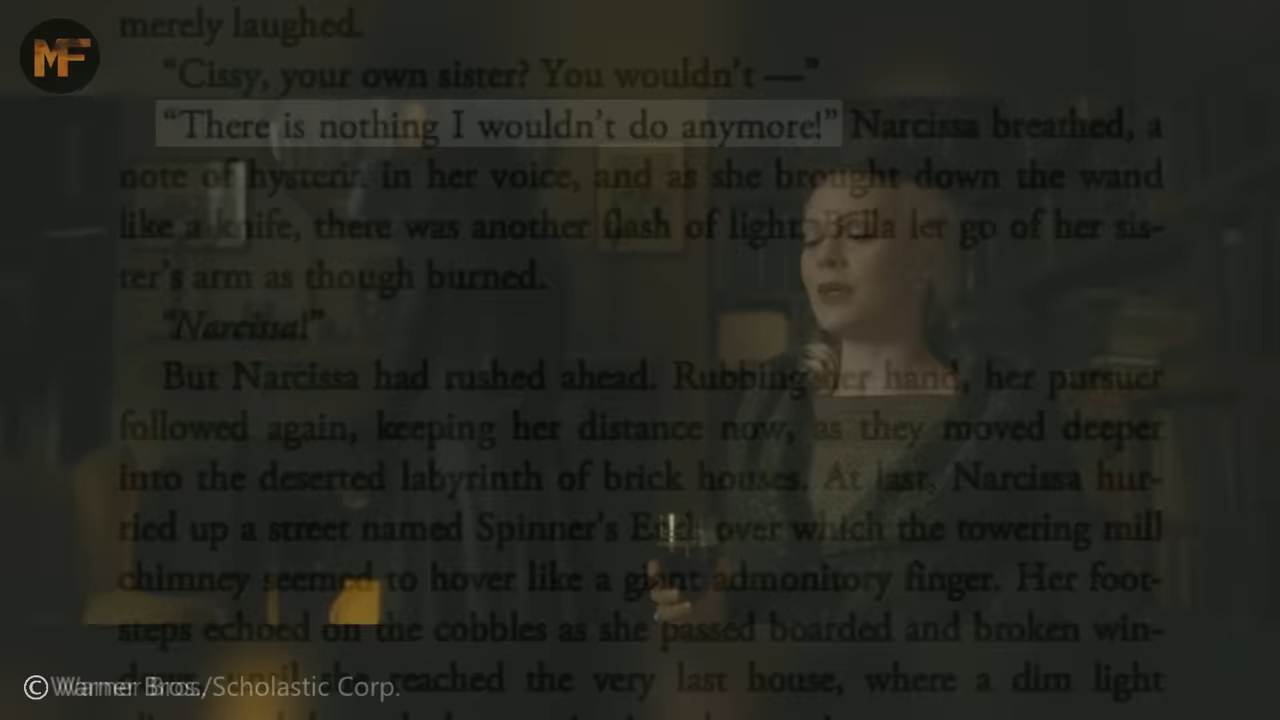 MF
merely laughed.
“Cissy, your own sister? You wouldn’t —”
“There is nothing I wouldn’t do anymore!” Narcissa breathed, a
note of hysteria in her voice, and as she brought down the wand
like a knife, there was another flash of light. Bella let go of her sis-
ter’s arm as though burned.
“Narcissa!”
But Narcissa had rushed ahead. Rubbing her hand, her pursuer
followed again, keeping her distance now, as they moved deeper
into the deserted labyrinth of brick houses. At last, Narcissa hur-
ried up a street named Spinner’s End, over which the towering mill
chimney seemed to hover like a giant admonitory finger. Her foot-
steps echoed on the cobbles as she passed boarded and broken win-
reached the very last house, where a dim light
© Warner Bros./Scholastic Corp.